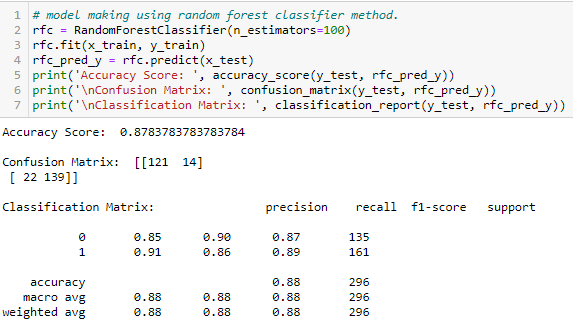 1 # model making using random forest classifier method.
2 rfc = RandomForestClassifier(n_estimators=100)
3 rfc.fit(x_train, y_train)
4 rfc_pred_y = rfc.predict(x_test)
5 print('Accuracy Score: ', accuracy_score(y_test, rfc_pred_y))
6 print('\nConfusion Matrix: ', confusion_matrix(y_test, rfc_pred_y))
7 print('\nClassification Matrix: ', classification_report(y_test, rfc_pred_y))
Accuracy Score:  0.8783783783783784
Confusion Matrix:  [[121  14]
 [ 22 139]]
Classification Matrix:                precision    recall  f1-score   support
           0       0.85      0.90      0.87       135
           1       0.91      0.86      0.89       161
    accuracy                           0.88       296
   macro avg       0.88      0.88      0.88       296
weighted avg       0.88      0.88      0.88       296